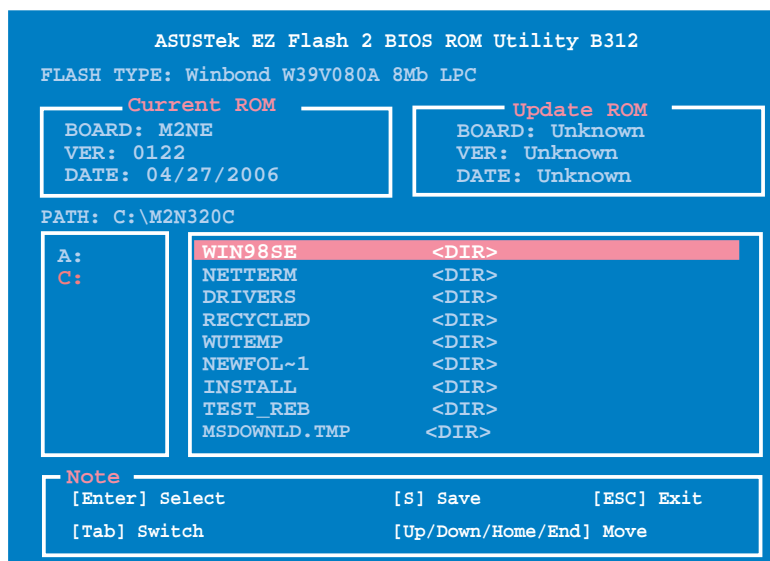 ASUSTek EZ Flash 2 BIOS ROM Utility B312
FLASH TYPE: Winbond W39V080A 8Mb LPC
Current ROM
BOARD: M2NE
VER: 0122
DATE: 04/27/2006
Update ROM
BOARD: Unknown
VER: Unknown
DATE: Unknown
PATH: C:\M2N320C
A:
C:
WIN98SE <DIR>
NETTERM <DIR>
DRIVERS <DIR>
RECYCLED <DIR>
WUTEMP <DIR>
NEWFOL~1 <DIR>
INSTALL <DIR>
TEST_REB <DIR>
MSDOWNLD.TMP <DIR>
Note
[Enter] Select [S] Save [ESC] Exit
[Tab] Switch [Up/Down/Home/End] Move